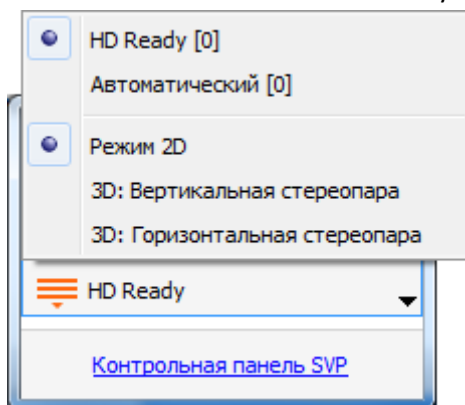 HD Ready [0]
Автоматический [0]
Режим 2D
3D: Вертикальная стереопара
3D: Горизонтальная стереопара
HD Ready
Контрольная панель SVP